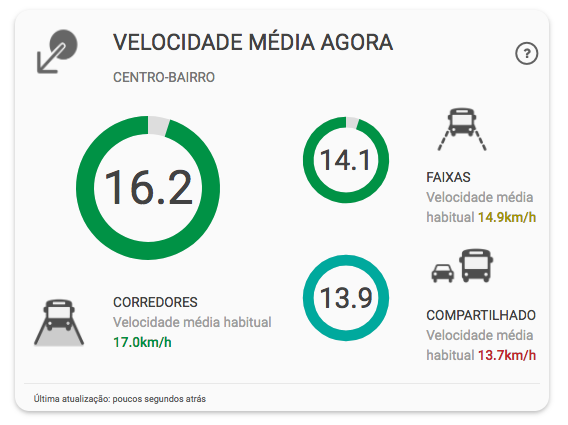 VELOCIDADE MÉDIA AGORA
?
CENTRO-BAIRRO
16.2
CORREDORES
Velocidade média habitual
17.0km/h
14.1
FAIXAS
Velocidade média
habitual 14.9km/h
13.9
COMPARTILHADO
Velocidade média
habitual 13.7km/h
Última atualização: poucos segundos atrás